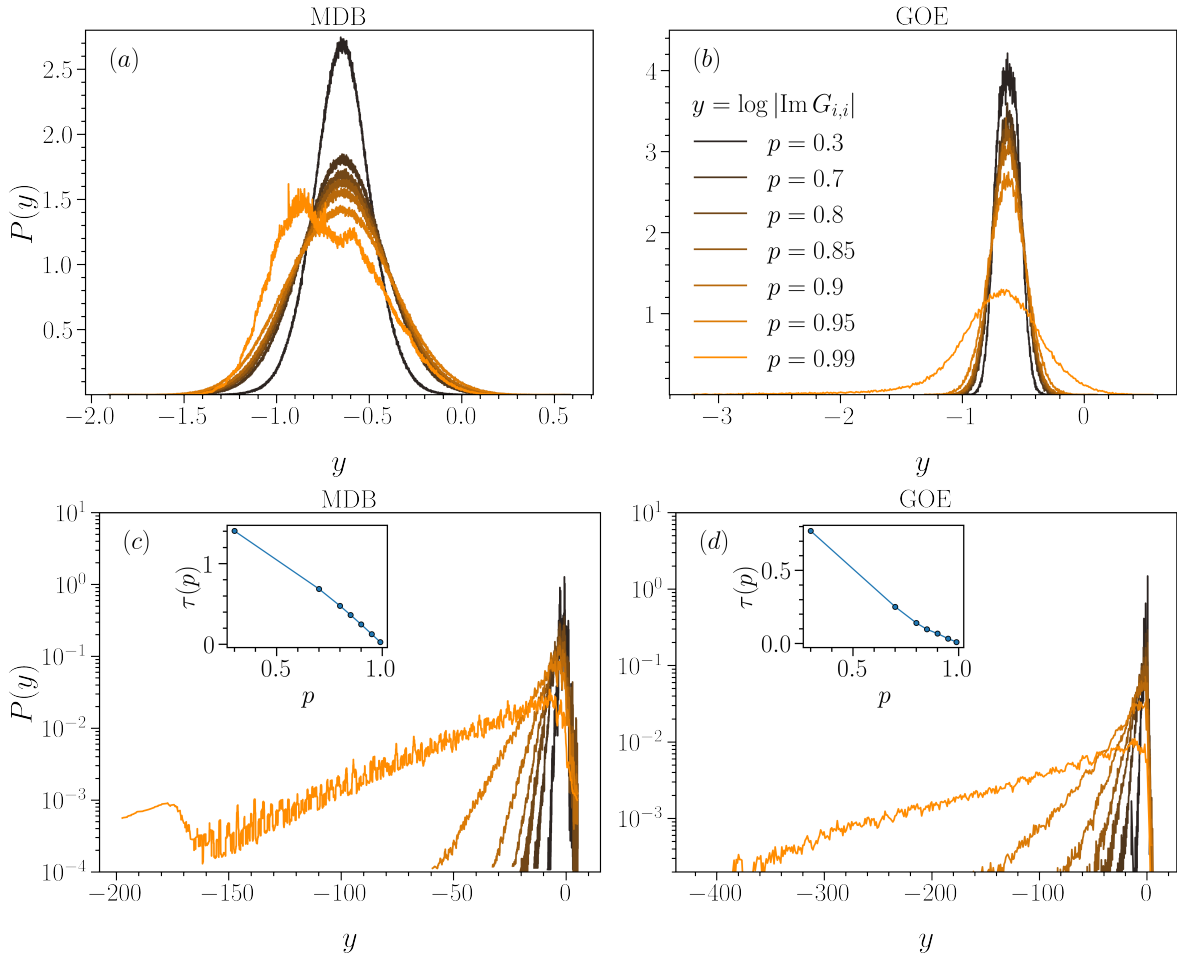 MDB
(a)
P(y)
2.5
2.0
1.5
1.0
0.5
−2.0 −1.5 −1.0 −0.5 0.0 0.5
y
GOE
(b)
4
3
2
1
y = log |Im G_{i,i}|
p = 0.3
p = 0.7
p = 0.8
p = 0.85
p = 0.9
p = 0.95
p = 0.99
−3 −2 −1 0
y
MDB
(c)
P(y)
10^1
10^0
10^{−1}
10^{−2}
10^{−3}
10^{−4}
τ(p)
1
0
0.5 1.0
p
−200 −150 −100 −50 0
y
GOE
(d)
10^1
10^0
10^{−1}
10^{−2}
10^{−3}
τ(p)
0.5
0.0
0.5 1.0
p
−400 −300 −200 −100 0
y